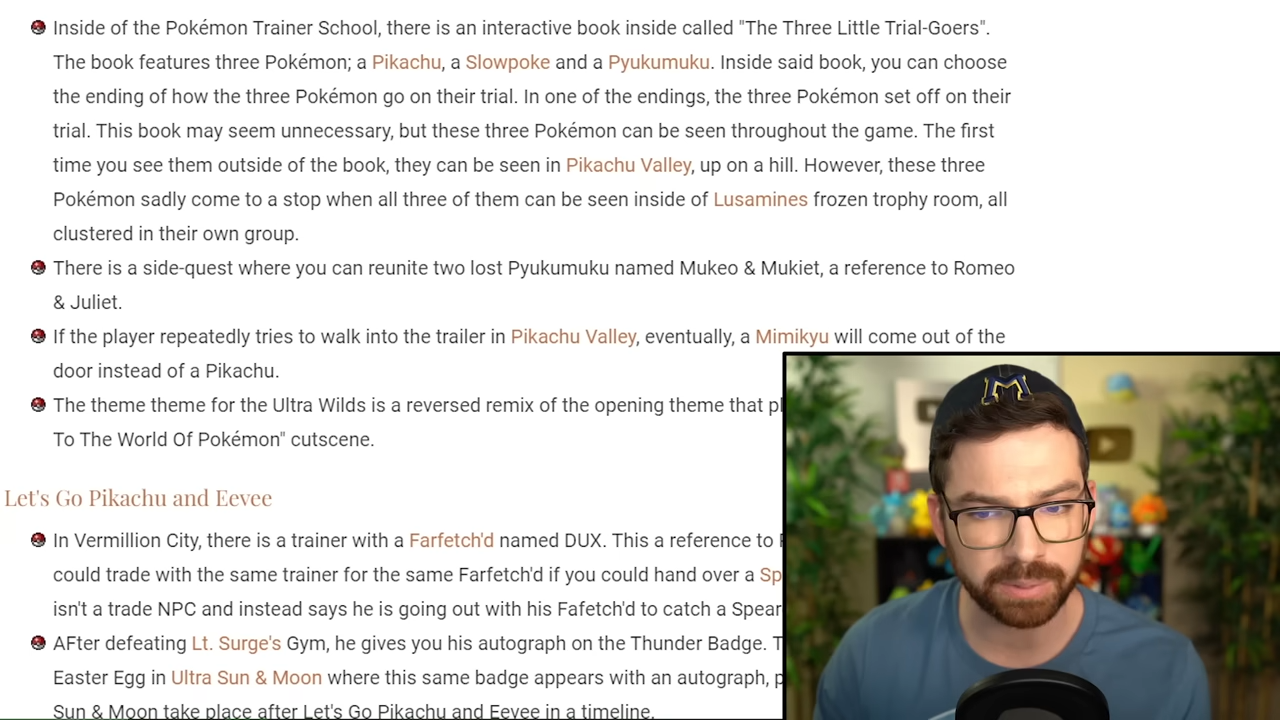 Inside of the Pokémon Trainer School, there is an interactive book inside called "The Three Little Trial-Goers".
The book features three Pokémon; a Pikachu, a Slowpoke and a Pyukumuku. Inside said book, you can choose
the ending of how the three Pokémon go on their trial. In one of the endings, the three Pokémon set off on their
trial. This book may seem unnecessary, but these three Pokémon can be seen throughout the game. The first
time you see them outside of the book, they can be seen in Pikachu Valley, up on a hill. However, these three
Pokémon sadly come to a stop when all three of them can be seen inside of Lusamines frozen trophy room, all
clustered in their own group.
There is a side-quest where you can reunite two lost Pyukumuku named Mukeo & Mukiet, a reference to Romeo
& Juliet.
If the player repeatedly tries to walk into the trailer in Pikachu Valley, eventually, a Mimikyu will come out of the
door instead of a Pikachu.
The theme theme for the Ultra Wilds is a reversed remix of the opening theme that
To The World Of Pokémon" cutscene.
Let's Go Pikachu and Eevee
In Vermillion City, there is a trainer with a Farfetch'd named DUX. This a reference to
could trade with the same trainer for the same Farfetch'd if you could hand over a
isn't a trade NPC and instead says he is going out with his Fafetch'd to catch a Spear
AFter defeating Lt. Surge's Gym, he gives you his autograph on the Thunder Badge.
Easter Egg in Ultra Sun & Moon where this same badge appears with an autograph,
Sun & Moon take place after Let's Go Pikachu and Eevee in a timeline.
M